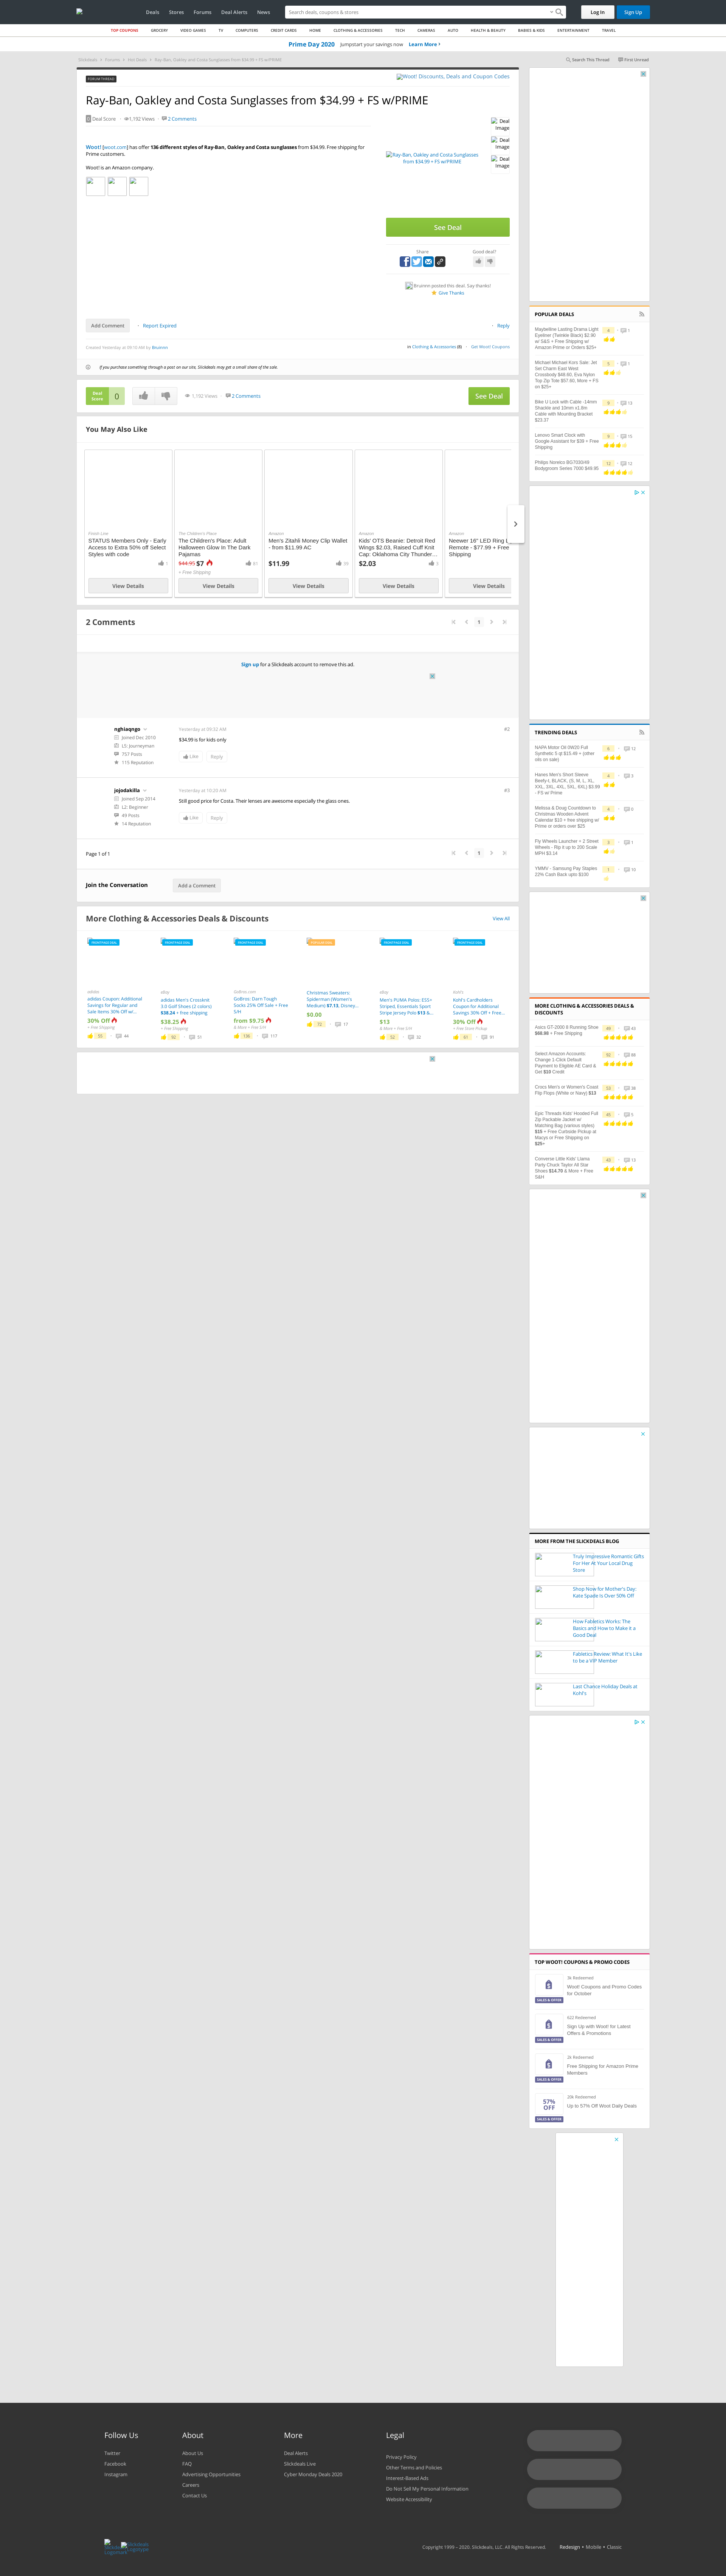 Deals Stores Forums Deal Alerts News
Search deals, coupons & stores
Log In Sign Up
TOP COUPONS GROCERY VIDEO GAMES TV COMPUTERS CREDIT CARDS HOME CLOTHING & ACCESSORIES TECH CAMERAS AUTO HEALTH & BEAUTY BABIES & KIDS ENTERTAINMENT TRAVEL
Prime Day 2020 Jumpstart your savings now Learn More ›
Slickdeals > Forums > Hot Deals > Ray-Ban, Oakley and Costa Sunglasses from $34.99 + FS w/PRIME
Search This Thread First Unread
FORUM THREAD
Woot! Discounts, Deals and Coupon Codes
Ray-Ban, Oakley and Costa Sunglasses from $34.99 + FS w/PRIME
0 Deal Score 1,192 Views 2 Comments
Woot! [woot.com] has offer 136 different styles of Ray-Ban, Oakley and Costa sunglasses from $34.99. Free shipping for
Prime customers.
Woot! is an Amazon company.
Ray-Ban, Oakley and Costa Sunglasses
from $34.99 + FS w/PRIME
Deal
Image
Deal
Image
Deal
Image
See Deal
Share
Good deal?
Bruninn posted this deal. Say thanks!
Give Thanks
Add Comment Report Expired Reply
Created Yesterday at 09:10 AM by Bruninn
in Clothing & Accessories (8) Get Woot! Coupons
If you purchase something through a post on our site, Slickdeals may get a small share of the sale.
Deal
Score
0
1,192 Views 2 Comments
See Deal
You May Also Like
STATUS Members Only - Early
Access to Extra 50% off Select
Styles with code
View Details
The Children's Place
The Children's Place: Adult
Halloween Glow In The Dark
Pajamas
$44.95 $7
+ Free Shipping
View Details
Amazon
Men's Zitahli Money Clip Wallet
- from $11.99 AC
$11.99
View Details
Amazon
Kids' OTS Beanie: Detroit Red
Wings $2.03, Raised Cuff Knit
Cap: Oklahoma City Thunder...
$2.03
View Details
Amazon
Neewer 16" LED Ring L
Remote - $77.99 + Free
Shipping
View Details
2 Comments
1
Sign up for a Slickdeals account to remove this ad.
nghiaqngo
Joined Dec 2010
L5: Journeyman
757 Posts
115 Reputation
Yesterday at 09:32 AM
#2
$34.99 is for kids only
Like Reply
jojodakilla
Joined Sep 2014
L2: Beginner
49 Posts
14 Reputation
Yesterday at 10:20 AM
#3
Still good price for Costa. Their lenses are awesome especially the glass ones.
Like Reply
Page 1 of 1
1
Join the Conversation
Add a Comment
More Clothing & Accessories Deals & Discounts
View All
adidas
adidas Coupon: Additional
Savings for Regular and
Sale Items 30% Off w/...
30% Off
+ Free Shipping
55 44
eBay
adidas Men's Crossknit
3.0 Golf Shoes (2 colors)
$38.24 + free shipping
$38.25
+ Free Shipping
62 51
GoBros.com
GoBros: Darn Tough
Socks 25% Off Sale + Free
S/H
from $9.75
& More + Free S/H
136 117
Christmas Sweaters:
Spiderman (Women's
Medium) $7.13, Disney...
$0.00
72 17
eBay
Men's PUMA Polos: ESS+
Striped, Essentials Sport
Stripe Jersey Polo $13 &...
$13
& More + Free S/H
52 32
Kohl's
Kohl's Cardholders
Coupon for Additional
Savings 30% Off + Free...
30% Off
+ Free Store Pickup
61 91
POPULAR DEALS
Maybelline Lasting Drama Light
Eyeliner (Twinkle Black) $2.90
w/ S&S + Free Shipping w/
Amazon Prime or Orders $25+
Michael Michael Kors Sale: Jet
Set Charm East West
Crossbody $48.60, Eva Nylon
Top Zip Tote $57.60, More + FS
on $25+
Bike U Lock with Cable -14mm
Shackle and 10mm x1.8m
Cable with Mounting Bracket
$23.27
Lenovo Smart Clock with
Google Assistant for $39 + Free
Shipping
Philips Norelco BG7030/49
Bodygroom Series 7000 $49.95
TRENDING DEALS
NAPA Motor Oil 0W20 Full
Synthetic 5 qt $15.49 + (other
oils on sale)
Hanes Men's Short Sleeve
Beefy-t, BLACK, (S, M, L, XL,
XXL, 3XL, 4XL, 5XL, 6XL) $3.99
- FS w/ Prime
Melissa & Doug Countdown to
Christmas Wooden Advent
Calendar $10 + free shipping w/
Prime or orders over $25
Fly Wheels Launcher + 2 Street
Wheels - Rip it up to 200 Scale
MPH $3.14
YMMV - Samsung Pay Staples
22% Cash Back upto $100
MORE CLOTHING & ACCESSORIES DEALS &
DISCOUNTS
Asics GT-2000 8 Running Shoe
$66.66 + Free Shipping
Select Amazon Accounts:
Change 1-Click Default
Payment to Eligible AE Card &
Get $10 Credit
Crocs Men's or Women's Coast
Flip Flops (White or Navy) $13
Epic Threads Kids' Hooded Full
Zip Packable Jacket w/
Matching Bag (various styles)
$15 + Free Curbside Pickup at
Macys or Free Shipping on
$25+
Converse Little Kids' Llama
Party Chuck Taylor All Star
Shoes $14.70 & More + Free
S&H
MORE FROM THE SLICKDEALS BLOG
Truly Impressive Romantic Gifts
For Her At Your Local Drug
Store
Shop Now for Mother's Day:
Kate Spade Is Over 50% Off
How Fabletics Works: The
Basics and How to Make it a
Good Deal
Fabletics Review: What It's Like
to be a VIP Member
Last Chance Holiday Deals at
Kohl's
TOP WOOT! COUPONS & PROMO CODES
3k Redeemed
Woot! Coupons and Promo Codes
for October
SALES & OFFER
622 Redeemed
Sign Up with Woot! for Latest
Offers & Promotions
SALES & OFFER
2k Redeemed
Free Shipping for Amazon Prime
Members
SALES & OFFER
57%
OFF
20k Redeemed
Up to 57% Off Woot Daily Deals
SALES & OFFER
Follow Us
Twitter
Facebook
Instagram
About
About Us
FAQ
Advertising Opportunities
Careers
Contact Us
More
Deal Alerts
Slickdeals Live
Cyber Monday Deals 2020
Legal
Privacy Policy
Other Terms and Policies
Interest-Based Ads
Do Not Sell My Personal Information
Website Accessibility
Copyright 1999 – 2020. Slickdeals, LLC. All Rights Reserved. Redesign • Mobile • Classic